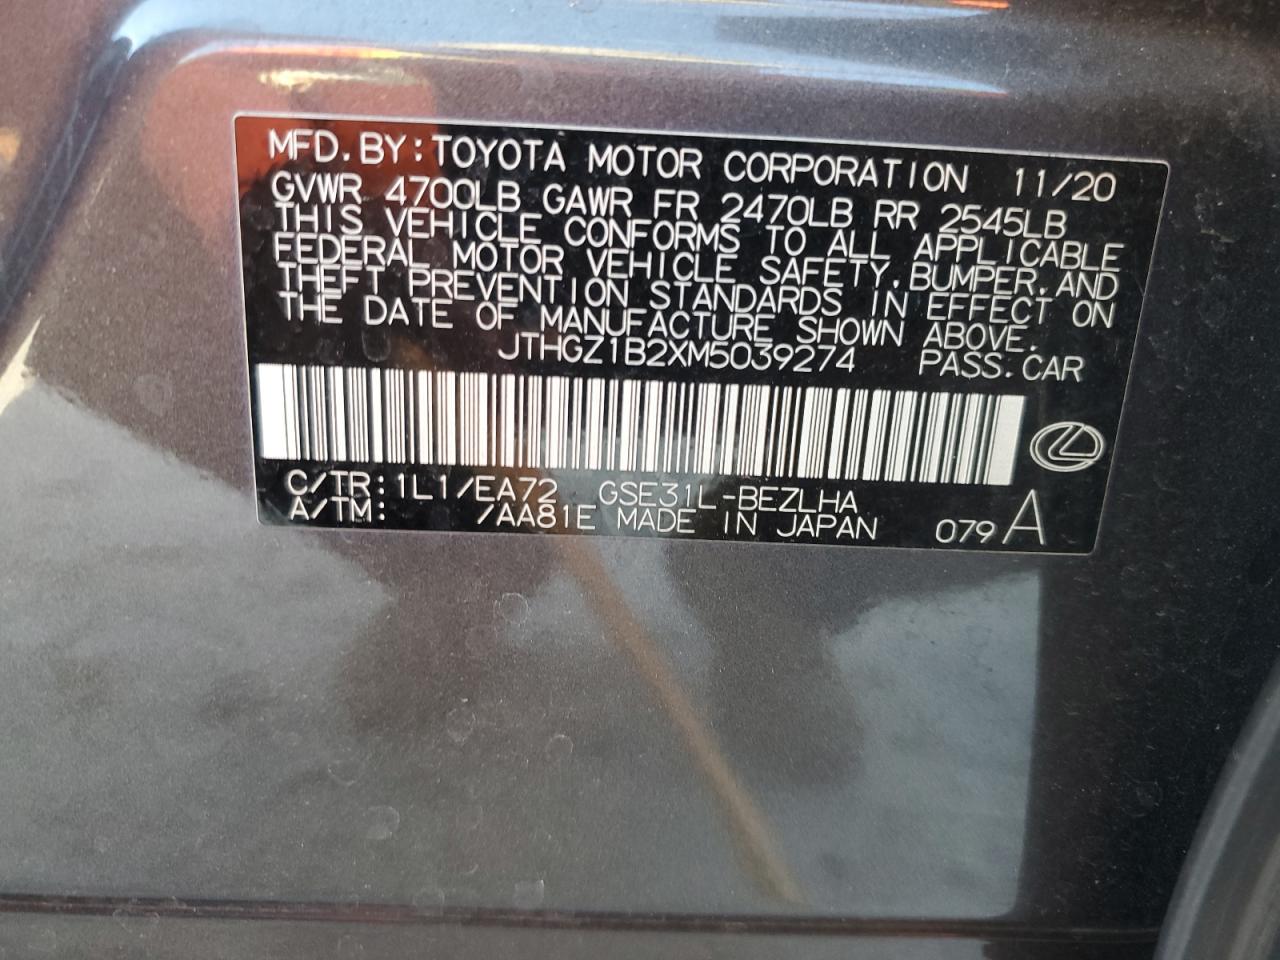 MFD.BY:TOYOTA MOTOR CORPORATION 11/20
GVWR 4700LB GAWR FR 2470LB RR 2545LB
THIS VEHICLE CONFORMS TO ALL APPLICABLE
FEDERAL MOTOR VEHICLE SAFETY,BUMPER,AND
THEFT PREVENTION STANDARDS IN EFFECT ON
THE DATE OF MANUFACTURE SHOWN ABOVE.
JTHGZ1B2XM5039274 PASS.CAR
C/TR:1L1/EA72 GSE31L-BEZLHA
A/TM: /AA81E MADE IN JAPAN 079 A